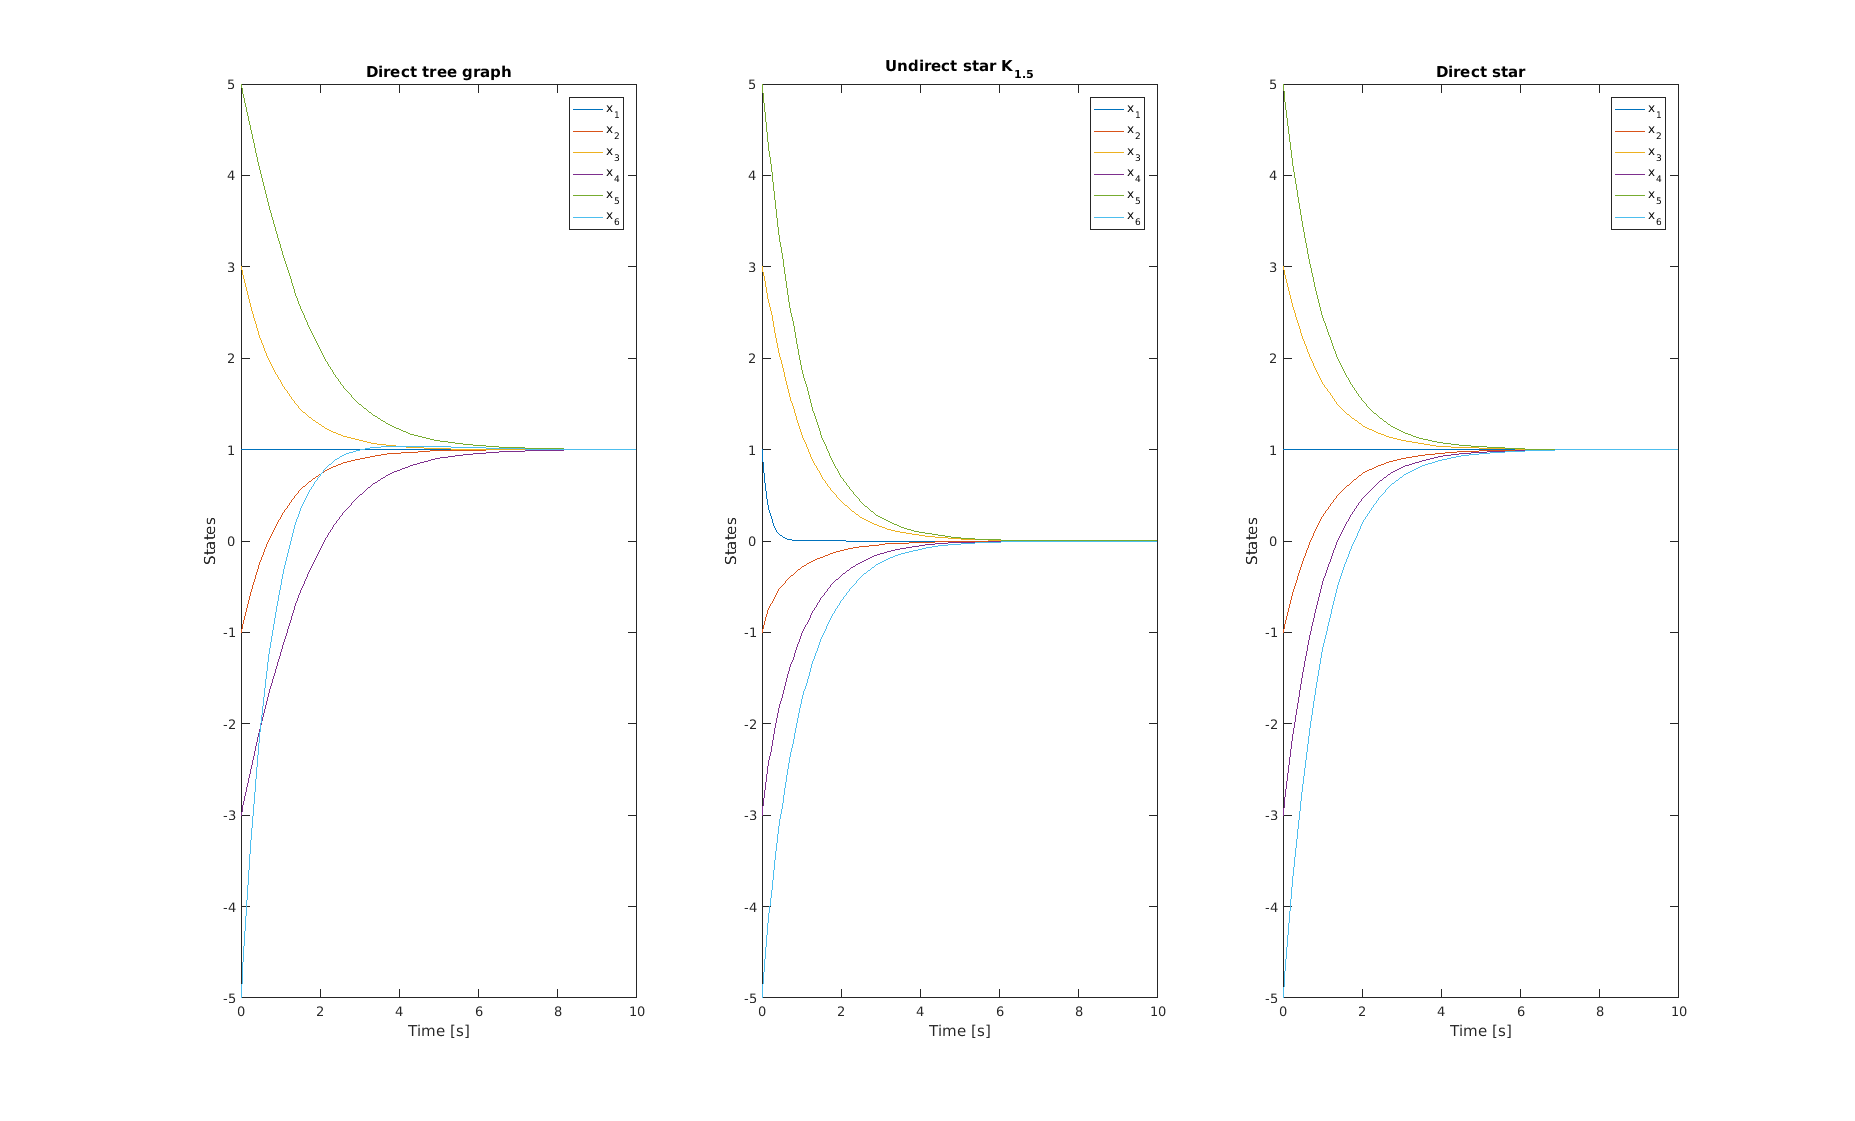 Direct tree graph
5
4
3
2
1
0
-1
-2
-3
-4
-5
States
0 2 4 6 8 10
Time [s]
x1
x2
x3
x4
x5
x6
Undirect star K1.5
5
4
3
2
1
0
-1
-2
-3
-4
-5
States
0 2 4 6 8 10
Time [s]
x1
x2
x3
x4
x5
x6
Direct star
5
4
3
2
1
0
-1
-2
-3
-4
-5
States
0 2 4 6 8 10
Time [s]
x1
x2
x3
x4
x5
x6